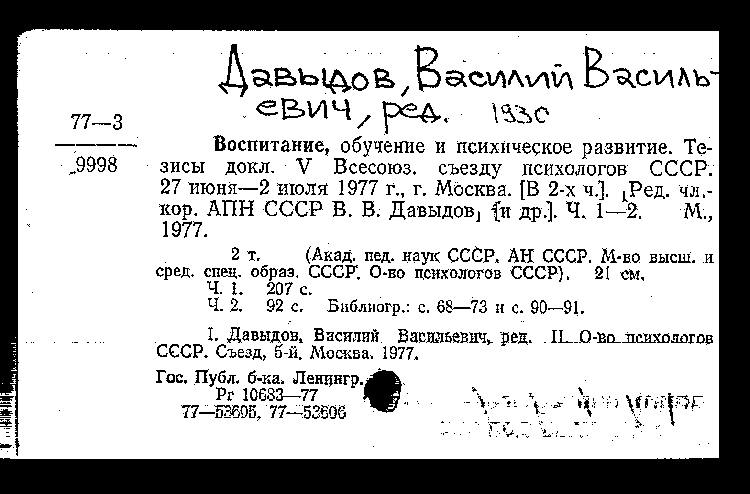 Давыдов, Василий Василь-
евич, ред. 1930
77—3
9998
Воспитание, обучение и психическое развитие. Те-
зисы докл. V Всесоюз. съезду психологов СССР.
27 июня—2 июля 1977 г., г. Москва. [В 2-х ч.]. [Ред. чл.-
кор. АПН СССР В. В. Давыдов] [и др.]. Ч. 1—2. М.,
1977.
2 т. (Акад. пед. наук СССР. АН СССР. М-во высш. и
сред. спец. образ. СССР. О-во психологов СССР). 21 см.
Ч. 1. 207 с.
Ч. 2. 92 с. Библиогр.: с. 68—73 и с. 90—91.
I. Давыдов, Василий Васильевич, ред. II. О-во психологов
СССР. Съезд, 5-й. Москва. 1977.
Гос. Публ. б-ка. Ленингр.
Рг 10683—77
77—53605, 77—53606